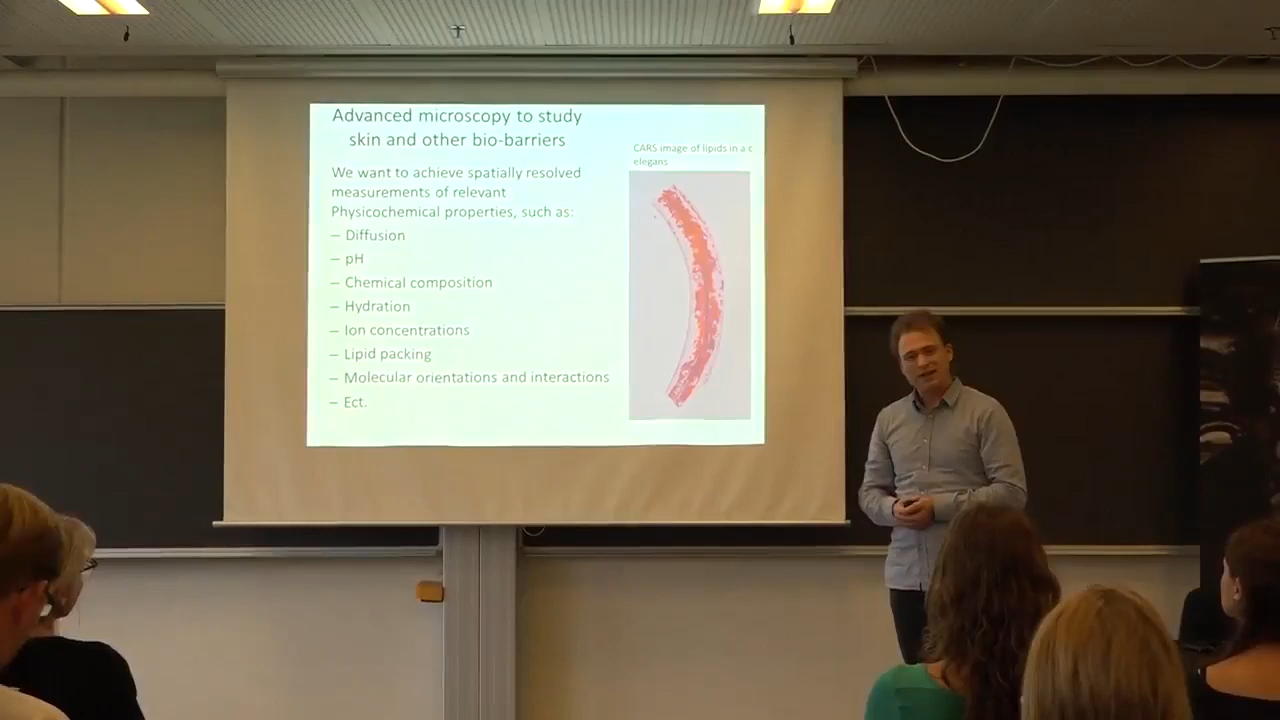 Advanced microscopy to study
skin and other bio-barriers
We want to achieve spatially resolved
measurements of relevant
Physicochemical properties, such as:
– Diffusion
– pH
– Chemical composition
– Hydration
– Ion concentrations
– Lipid packing
– Molecular orientations and interactions
– Ect.
CARS image of lipids in a c
elegans